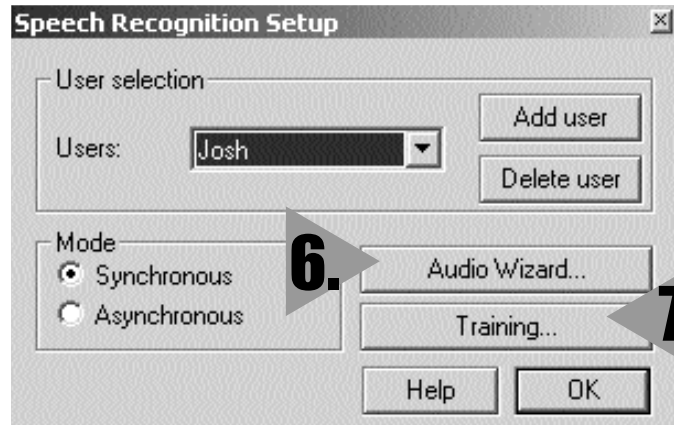 Speech Recognition Setup
User selection
Users:
Josh
Add user
Delete user
Mode
Synchronous
Asynchronous
6.
Audio Wizard...
Training...
7
Help
OK